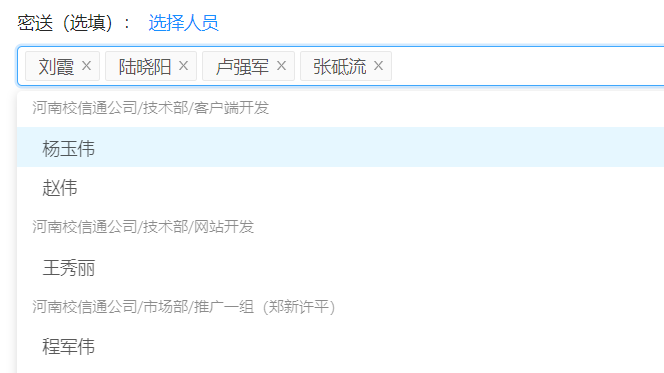 密送（选填）： 选择人员
刘霞 × 陆晓阳 × 卢强军 × 张砥流 ×
河南校信通公司/技术部/客户端开发
杨玉伟
赵伟
河南校信通公司/技术部/网站开发
王秀丽
河南校信通公司/市场部/推广一组（郑新许平）
程军伟